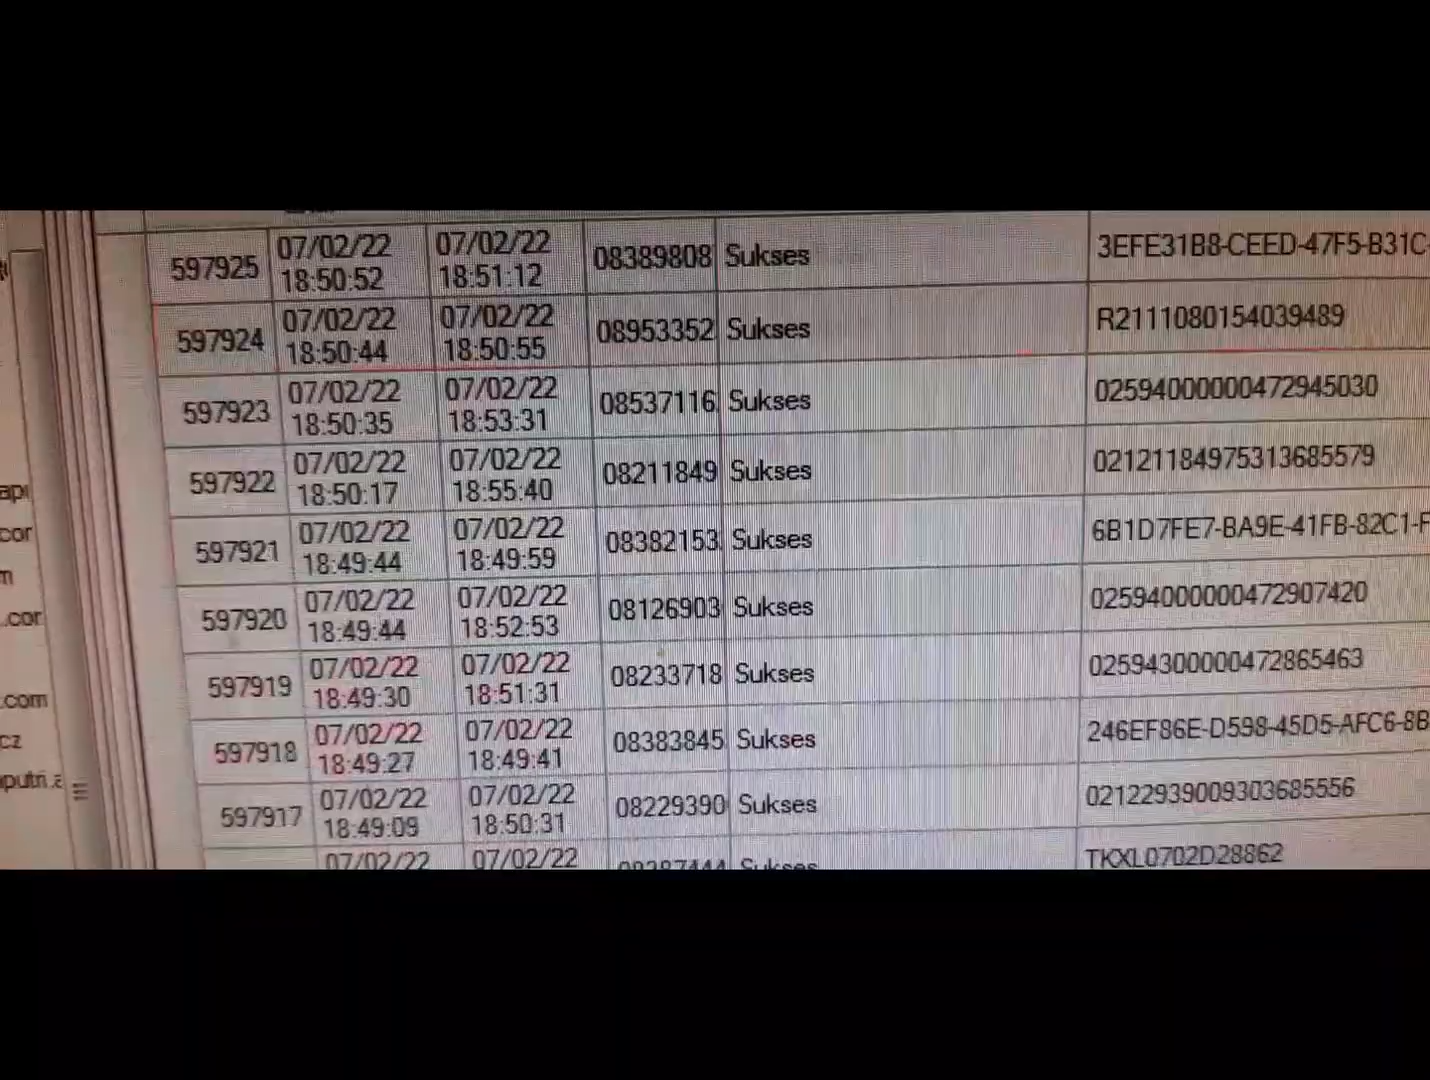 597925 07/02/22 18:50:52 07/02/22 18:51:12 08389808 Sukses 3EFE31B8-CEED-47F5-B31C-
597924 07/02/22 18:50:44 07/02/22 18:50:55 08953352 Sukses R2111080154039489
597923 07/02/22 18:50:35 07/02/22 18:53:31 08537116 Sukses 02594000000472945030
597922 07/02/22 18:50:17 07/02/22 18:55:40 08211849 Sukses 02121184975313685579
597921 07/02/22 18:49:44 07/02/22 18:49:59 08382153 Sukses 6B1D7FE7-BA9E-41FB-82C1-F
597920 07/02/22 18:49:44 07/02/22 18:52:53 08126903 Sukses 02594000000472907420
597919 07/02/22 18:49:30 07/02/22 18:51:31 08233718 Sukses 02594300000472865463
597918 07/02/22 18:49:27 07/02/22 18:49:41 08383845 Sukses 246EF86E-D598-45D5-AFC6-8B
597917 07/02/22 18:49:09 07/02/22 18:50:31 08229390 Sukses 02122939009303685556
07/02/22 07/02/22 Sukses TKXL0702D28862
api
cor
m
.cor
.com
cz
putri.a